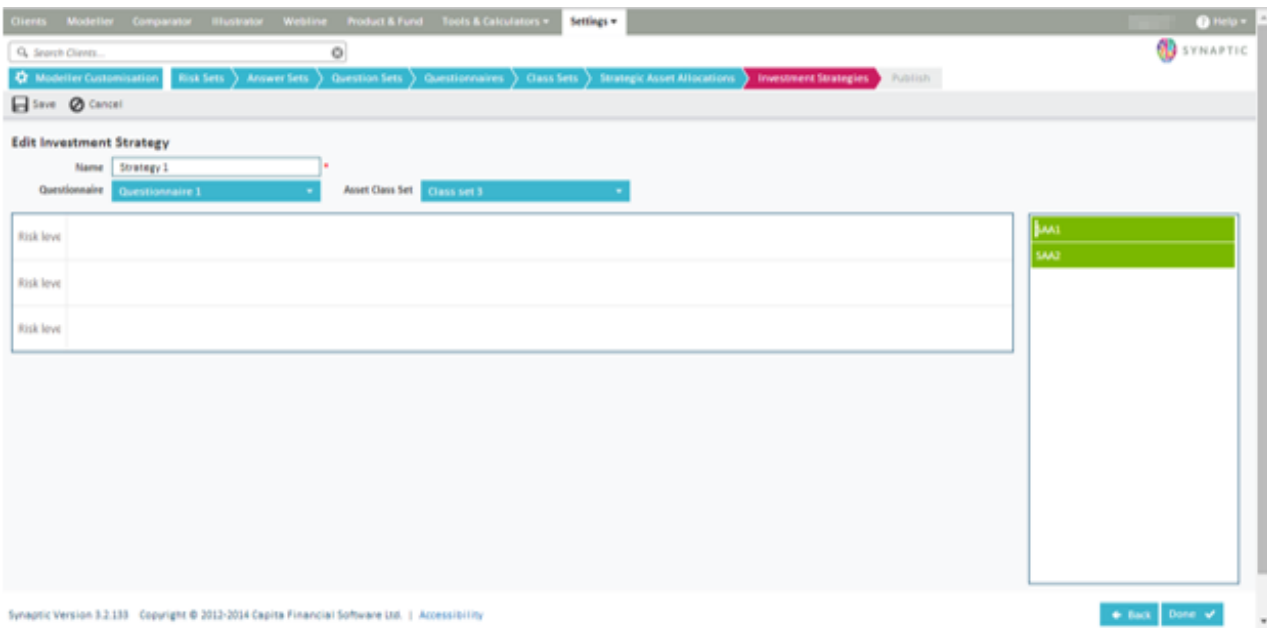 Clients Modeller Comparator Illustrator Webline Product & Fund Tools & Calculators Settings Help
Search Clients...
SYNAPTIC
Modeller Customisation Risk Sets Answer Sets Question Sets Questionnaires Class Sets Strategic Asset Allocations Investment Strategies Publish
Save Cancel
Edit Investment Strategy
Name Strategy 1 *
Questionnaire Questionnaire 1 Asset Class Set Class set 3
SAA1
Risk leve
SAA2
Risk leve
Risk leve
Synaptic Version 3.2.133 Copyright © 2012-2014 Capita Financial Software Ltd. | Accessibility Back Done